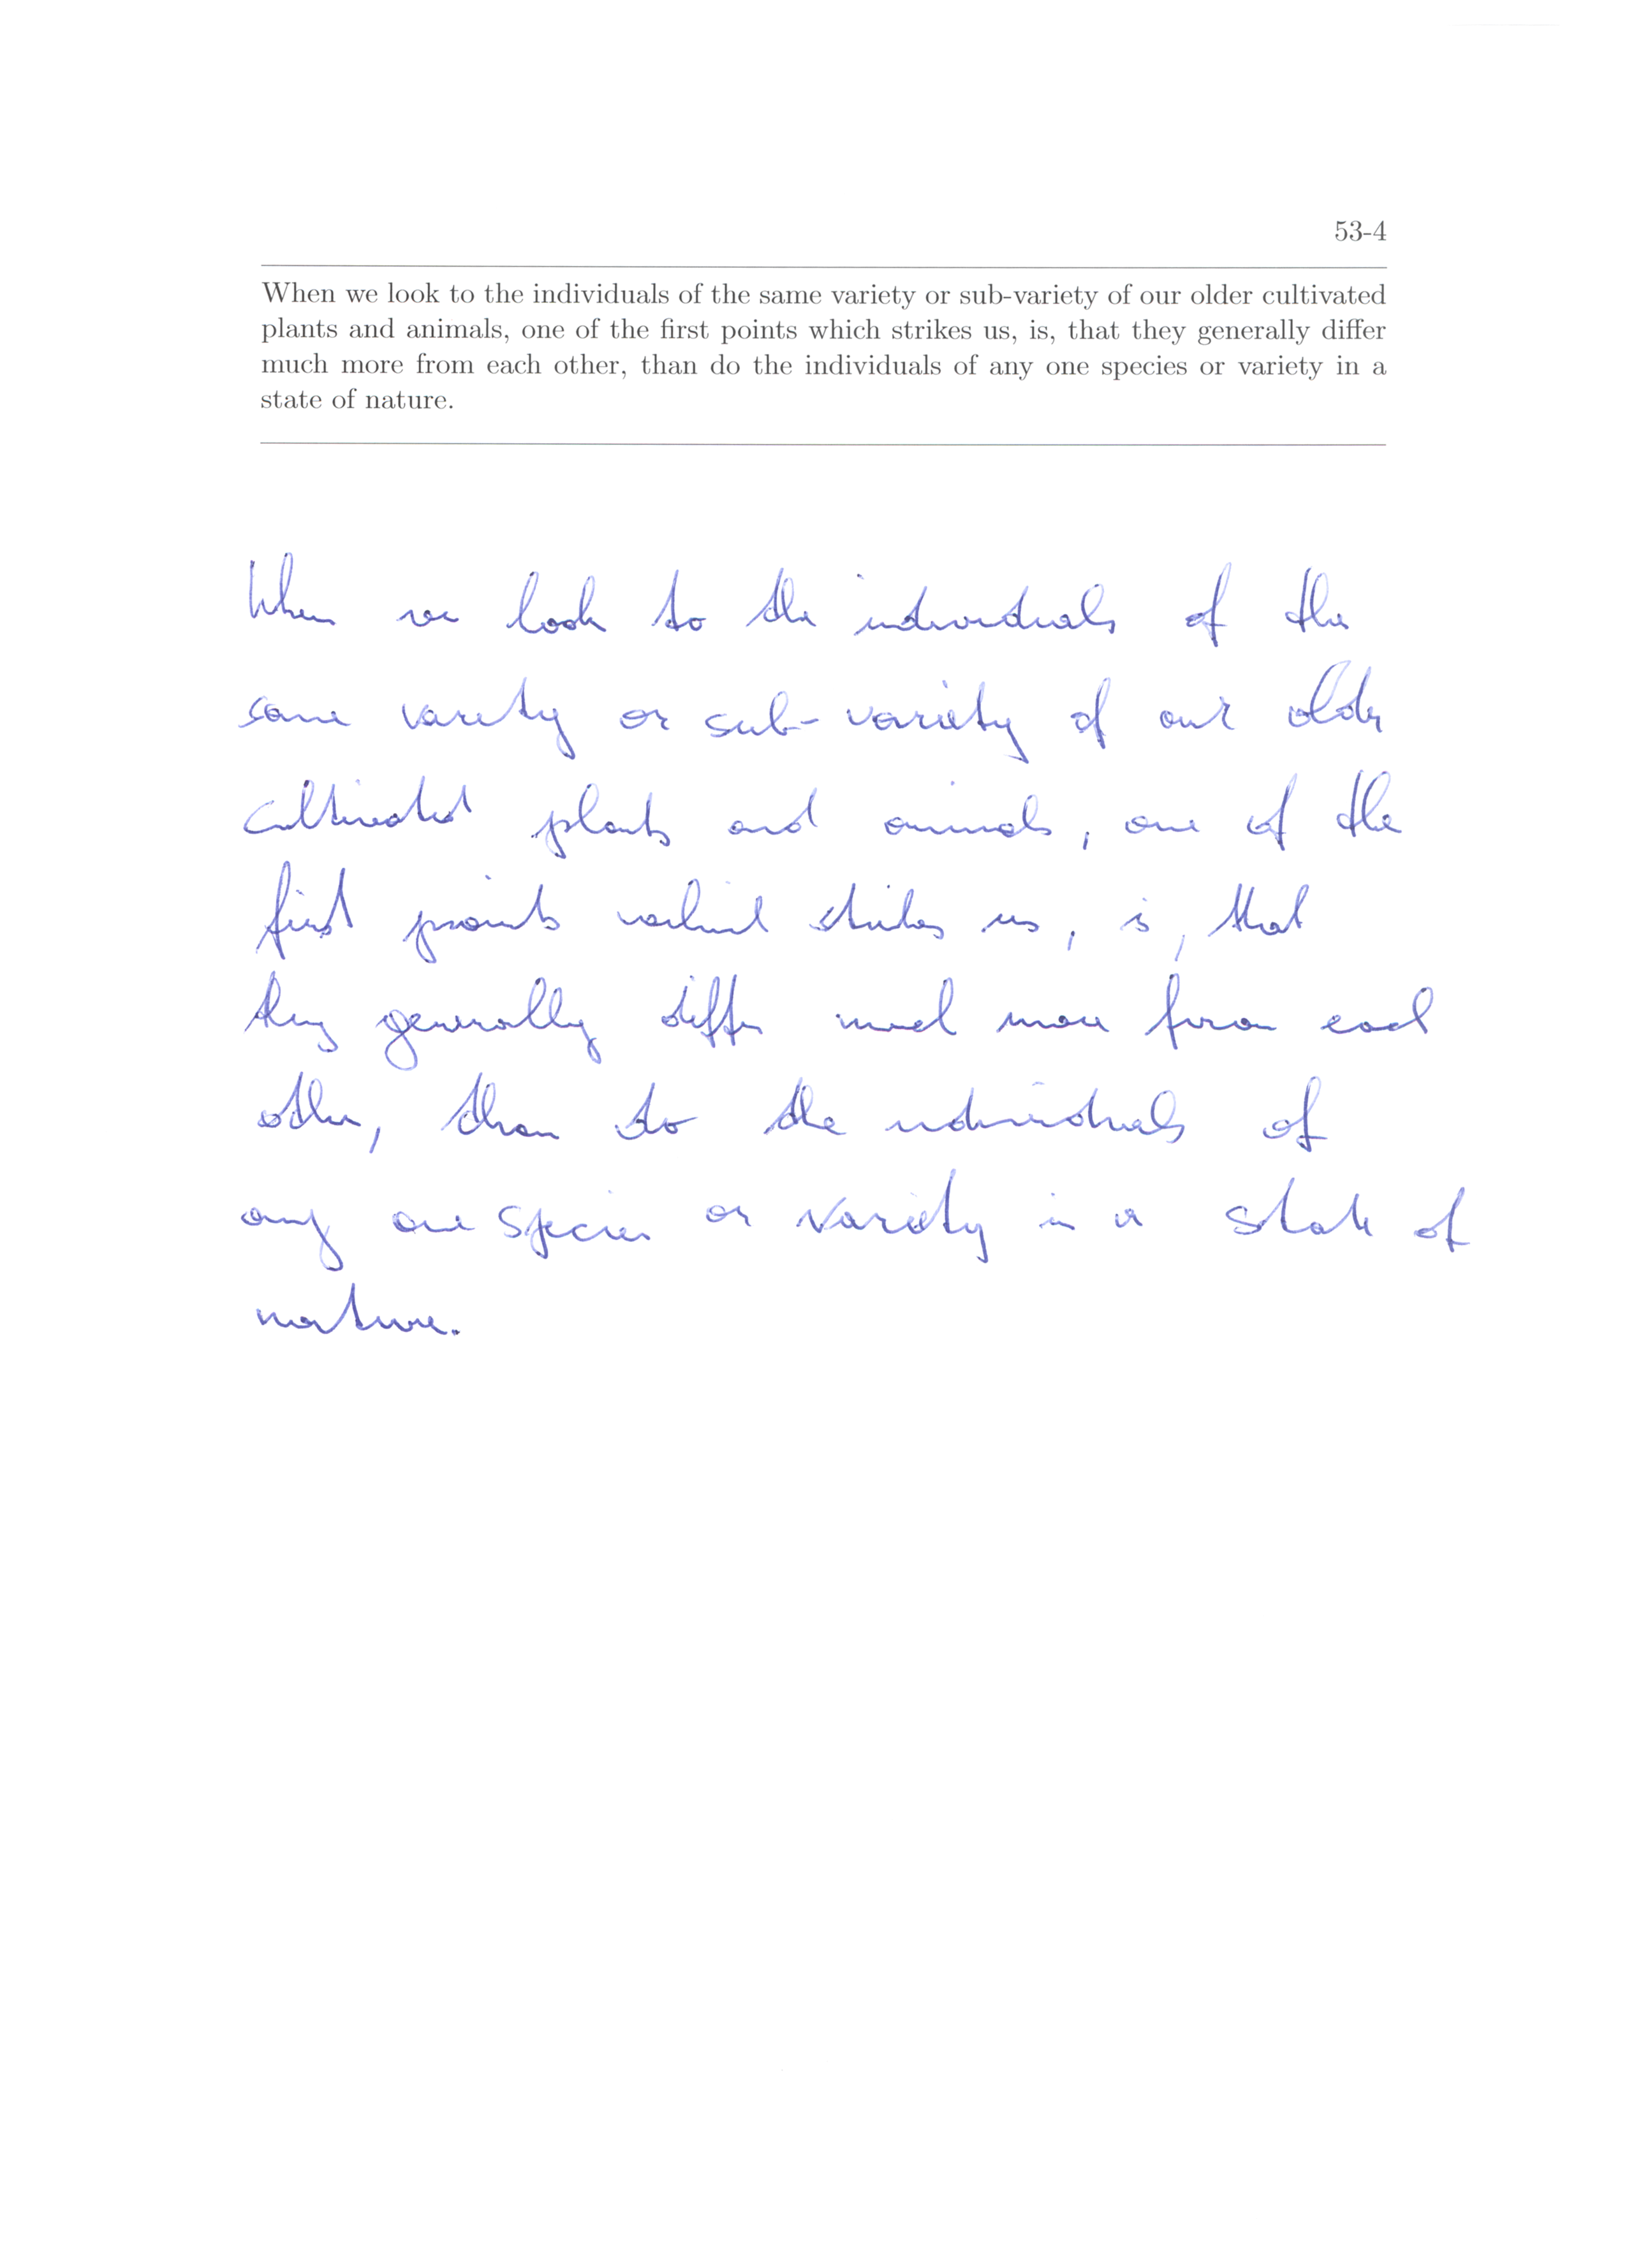 53-4
When we look to the individuals of the same variety or sub-variety of our older cultivated
plants and animals, one of the first points which strikes us, is, that they generally differ
much more from each other, than do the individuals of any one species or variety in a
state of nature.
When we look to the individuals of the
same variety or sub-variety of our older
cultivated plants and animals, one of the
first points which strikes us, is, that
they generally differ much more from each
other, than do the individuals of
any one species or variety in a state of
nature.